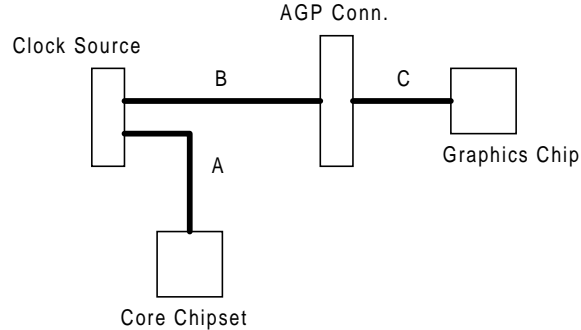 AGP Conn.
Clock Source
B
C
Graphics Chip
A
Core Chipset